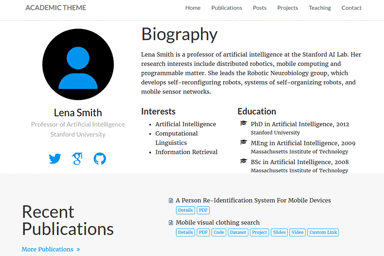 ACADEMIC THEME
Home Publications Posts Projects Teaching Contact
Biography
Lena Smith is a professor of artificial intelligence at the Stanford AI Lab. Her
research interests include distributed robotics, mobile computing and
programmable matter. She leads the Robotic Neurobiology group, which
develops self-reconfiguring robots, systems of self-organizing robots, and
mobile sensor networks.
Lena Smith
Professor of Artificial Intelligence
Stanford University
Interests
Artificial Intelligence
Computational
Linguistics
Information Retrieval
Education
PhD in Artificial Intelligence, 2012
Stanford University
MEng in Artificial Intelligence, 2009
Massachusetts Institute of Technology
BSc in Artificial Intelligence, 2008
Massachusetts Institute of Technology
Recent
Publications
More Publications »
A Person Re-Identification System For Mobile Devices
Details PDF
Mobile visual clothing search
Details PDF Code Dataset Project Slides Video Custom Link